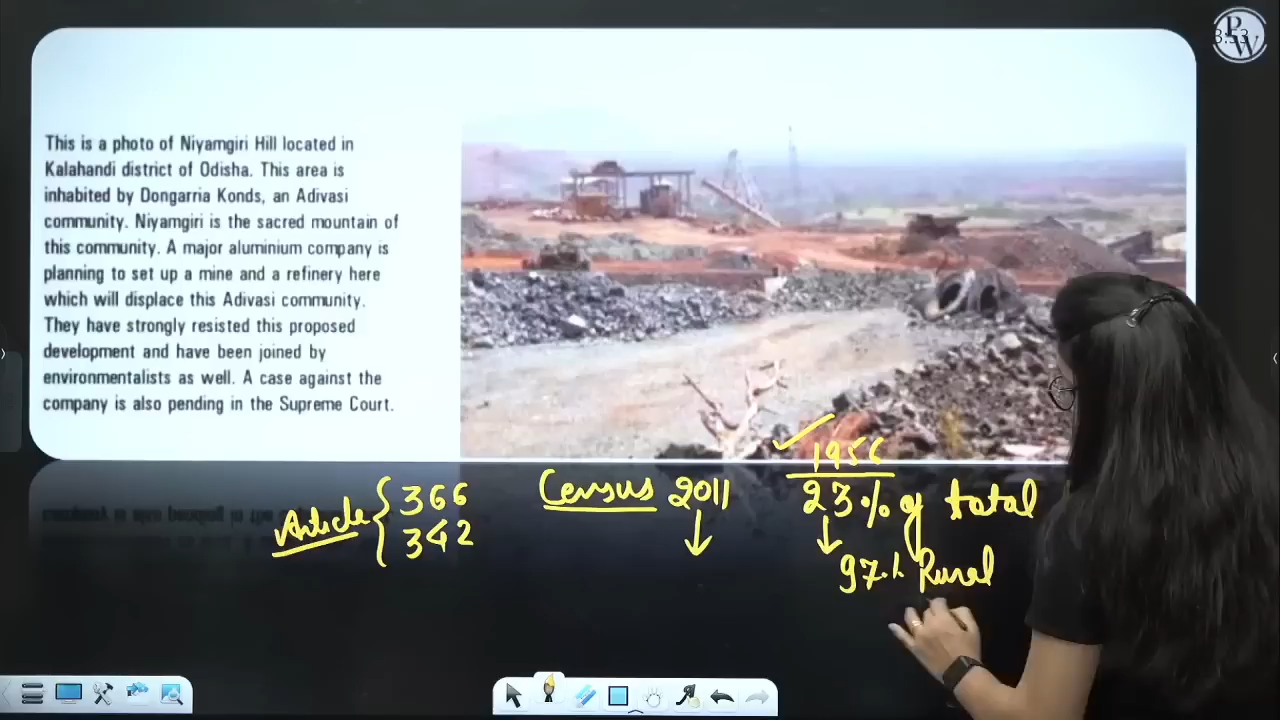 PW
3:53
This is a photo of Niyamgiri Hill located in
Kalahandi district of Odisha. This area is
inhabited by Dongarria Konds, an Adivasi
community. Niyamgiri is the sacred mountain of
this community. A major aluminium company is
planning to set up a mine and a refinery here
which will displace this Adivasi community.
They have strongly resisted this proposed
development and have been joined by
environmentalists as well. A case against the
company is also pending in the Supreme Court.
1956
Article { 366
342
Census 2011
23% of total
97% Rural